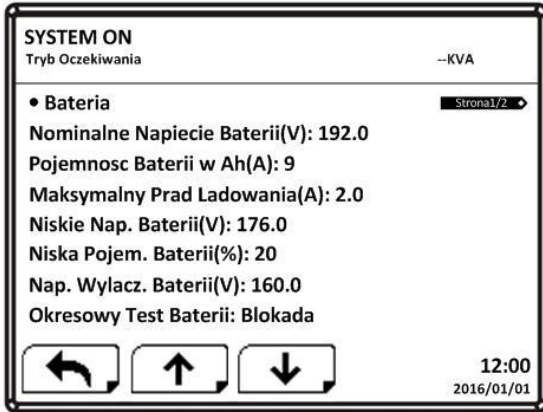 SYSTEM ON
Tryb Oczekiwania --KVA
• Bateria Strona1/2
Nominalne Napiecie Baterii(V): 192.0
Pojemnosc Baterii w Ah(A): 9
Maksymalny Prad Ladowania(A): 2.0
Niskie Nap. Baterii(V): 176.0
Niska Pojem. Baterii(%): 20
Nap. Wylacz. Baterii(V): 160.0
Okresowy Test Baterii: Blokada
12:00
2016/01/01